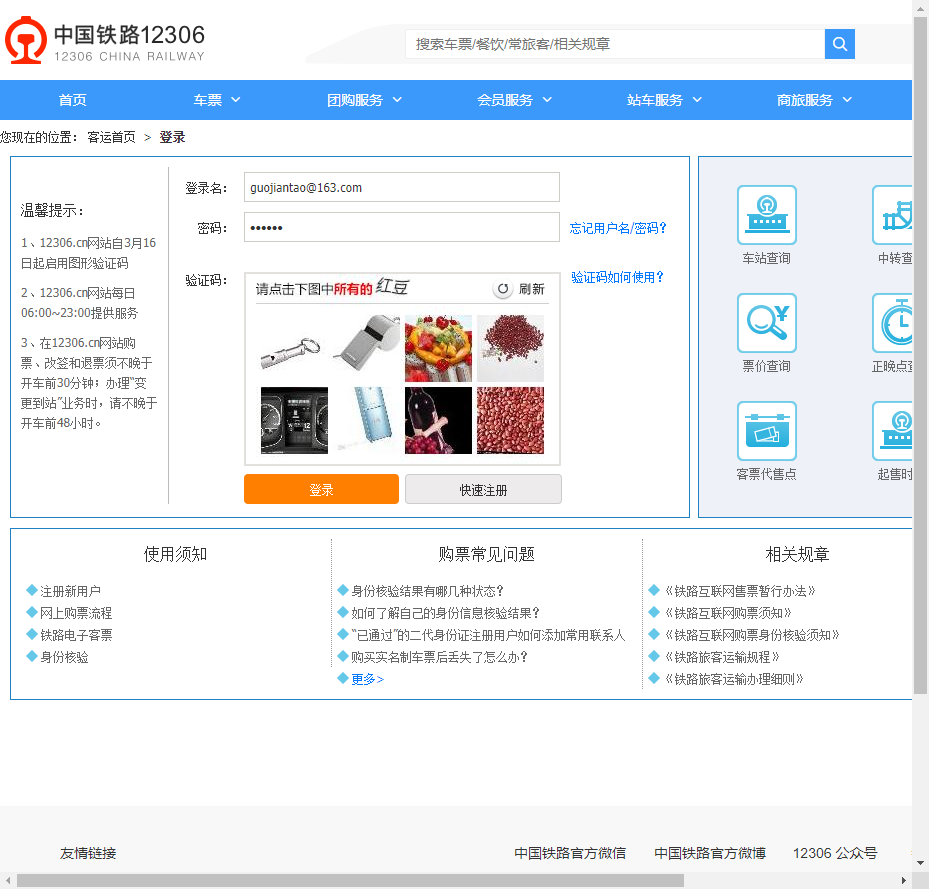 中国铁路12306
12306 CHINA RAILWAY
搜索车票/餐饮/常旅客/相关规章
首页 车票 团购服务 会员服务 站车服务 商旅服务
您现在的位置： 客运首页 > 登录
温馨提示：
1、12306.cn网站自3月16
日起启用图形验证码
2、12306.cn网站每日
06:00~23:00提供服务
3、在12306.cn网站购
票、改签和退票须不晚于
开车前30分钟；办理“变
更到站”业务时，请不晚于
开车前48小时。
登录名： guojiantao@163.com
密码： •••••• 忘记用户名/密码？
验证码： 验证码如何使用？
请点击下图中所有的 红豆 刷新
登录 快速注册
车站查询 中转查
票价查询 正晚点查
客票代售点 起售时
使用须知
注册新用户
网上购票流程
铁路电子客票
身份核验
购票常见问题
身份核验结果有哪几种状态？
如何了解自己的身份信息核验结果？
“已通过”的二代身份证注册用户如何添加常用联系人
购买实名制车票后丢失了怎么办？
更多>
相关规章
《铁路互联网售票暂行办法》
《铁路互联网购票须知》
《铁路互联网购票身份核验须知》
《铁路旅客运输规程》
《铁路旅客运输办理细则》
友情链接 中国铁路官方微信 中国铁路官方微博 12306 公众号